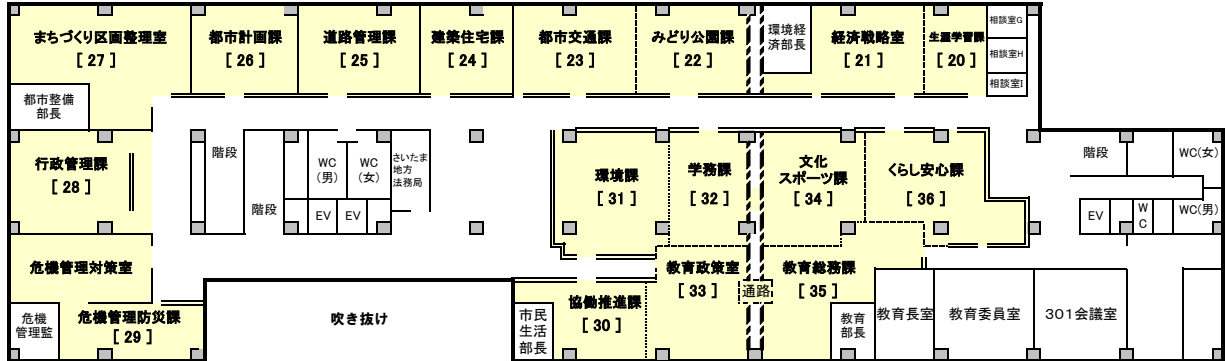 まちづくり区画整理室
[ 27 ]
都市計画課
[ 26 ]
道路管理課
[ 25 ]
建築住宅課
[ 24 ]
都市交通課
[ 23 ]
みどり公園課
[ 22 ]
環境経
済部長
経済戦略室
[ 21 ]
生涯学習課
[ 20 ]
相談室G
相談室H
相談室I
都市整備
部長
行政管理課
[ 28 ]
階段
階段
WC
(男)
WC
(女)
EV
EV
さいたま
地方
法務局
環境課
[ 31 ]
学務課
[ 32 ]
文化
スポーツ課
[ 34 ]
くらし安心課
[ 36 ]
階段
WC(女)
EV
W
C
WC(男)
危機管理対策室
危機
管理監
危機管理防災課
[ 29 ]
吹き抜け
市民
生活
部長
協働推進課
[ 30 ]
教育政策室
[ 33 ]
通路
教育総務課
[ 35 ]
教育
部長
教育長室
教育委員室
301会議室